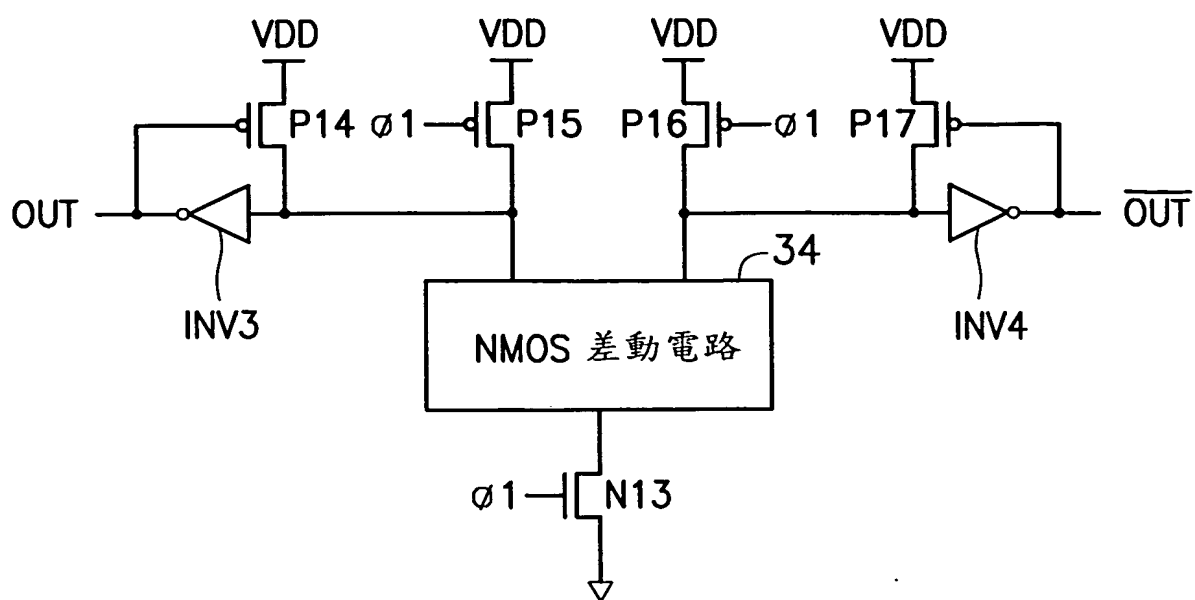 VDD VDD VDD VDD
P14 ø1 P15 P16 ø1 P17
OUT OUT
34
INV3 INV4
NMOS 差動電路
ø1 N13